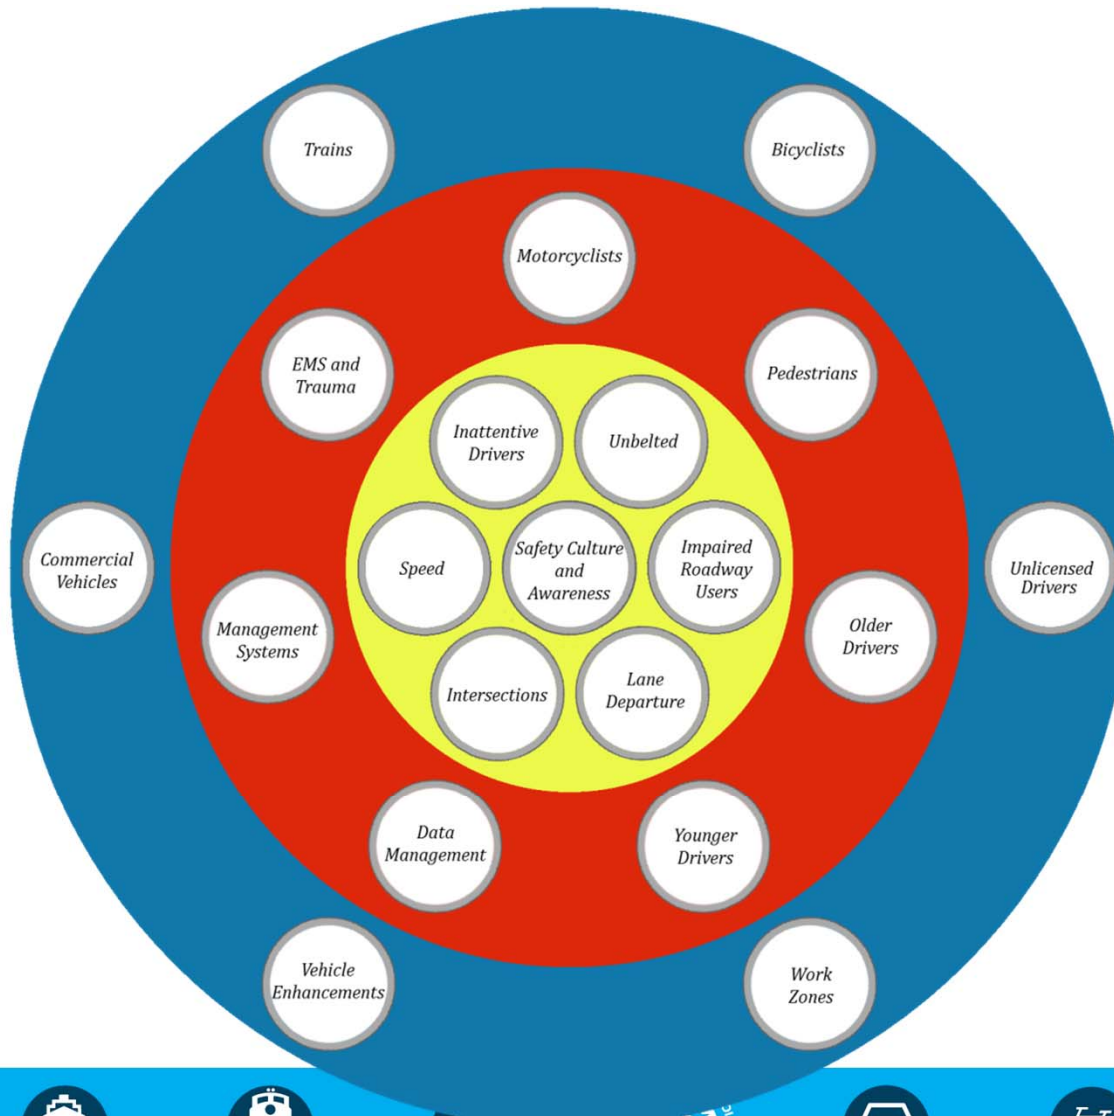 Trains
Bicyclists
Motorcyclists
EMS and
Trauma
Pedestrians
Inattentive
Drivers
Unbelted
Commercial
Vehicles
Speed
Safety Culture
and
Awareness
Impaired
Roadway
Users
Unlicensed
Drivers
Management
Systems
Older
Drivers
Intersections
Lane
Departure
Data
Management
Younger
Drivers
Vehicle
Enhancements
Work
Zones